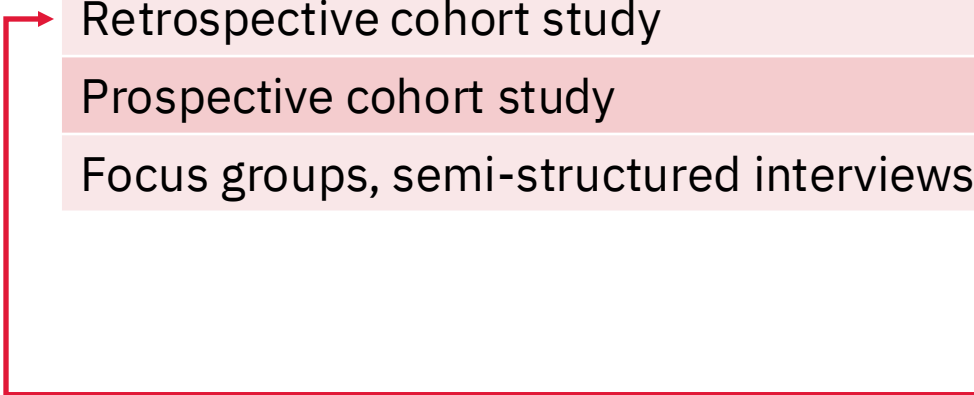 Retrospective cohort study
Prospective cohort study
Focus groups, semi-structured interviews